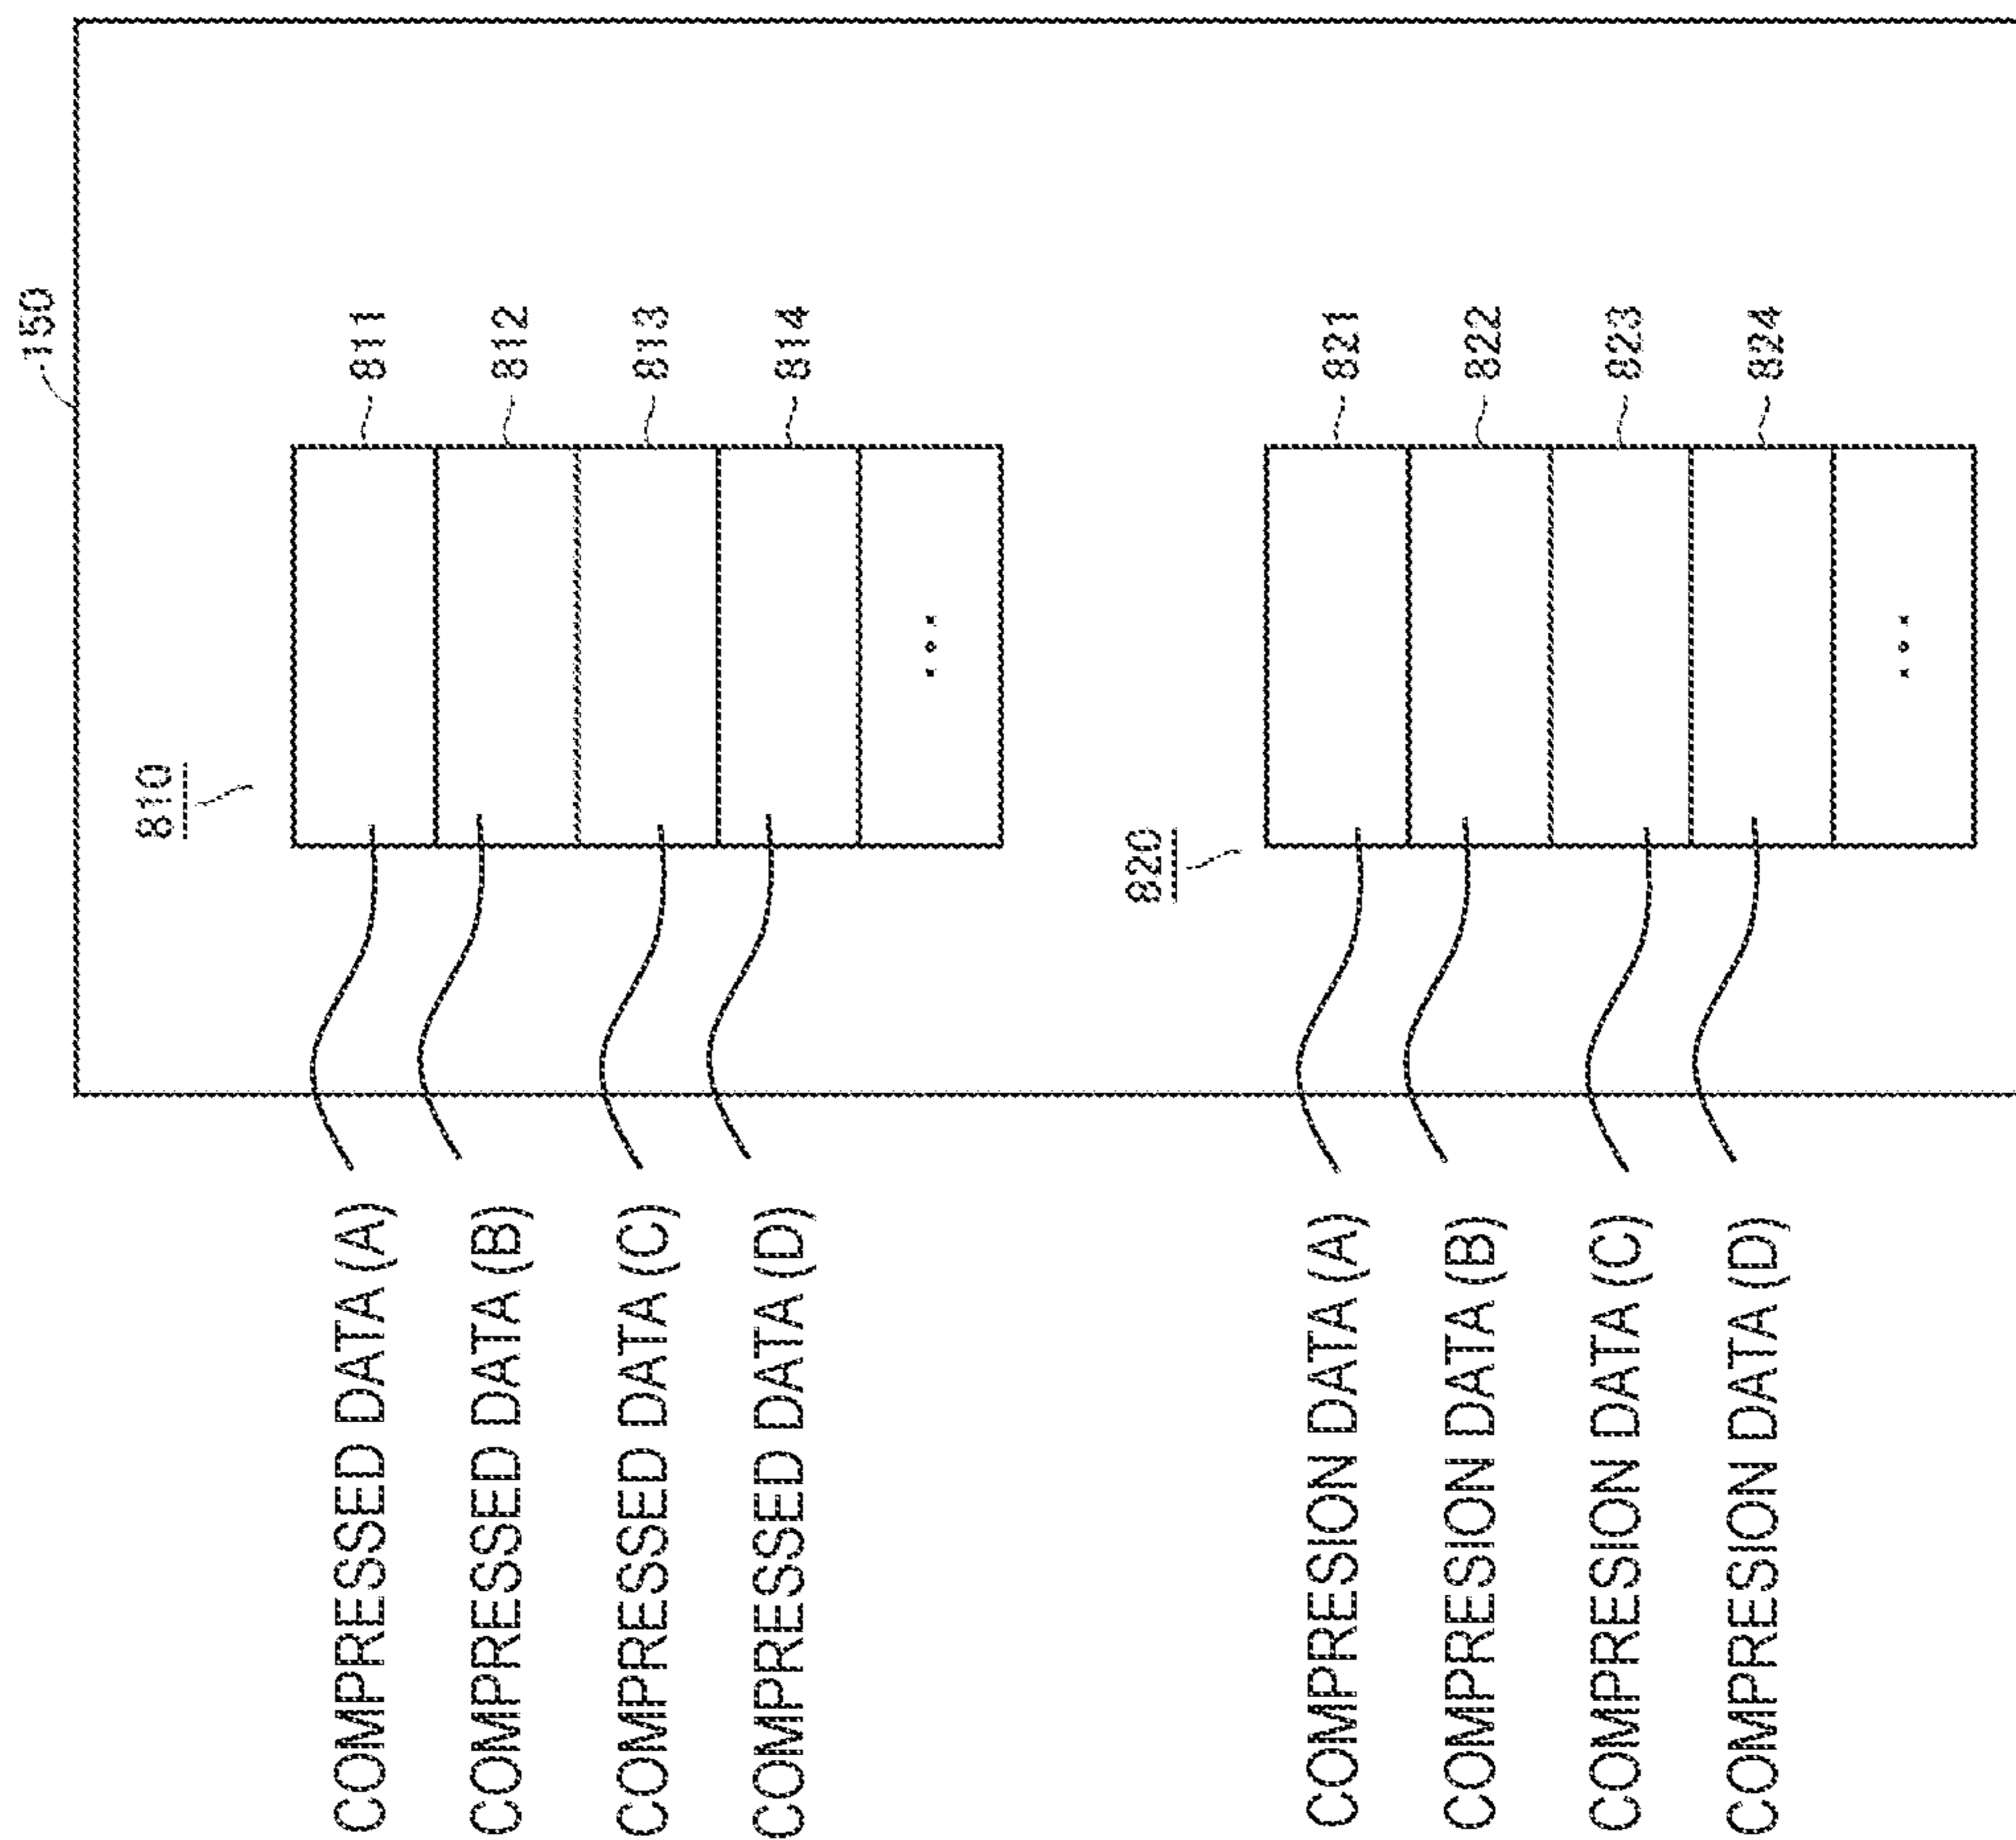 150
810
COMPRESSED DATA (A)
811
COMPRESSED DATA (B)
812
COMPRESSED DATA (C)
813
COMPRESSED DATA (D)
814
...
820
COMPRESION DATA (A)
821
COMPRESION DATA (B)
822
COMPRESION DATA (C)
823
COMPRESION DATA (D)
824
...